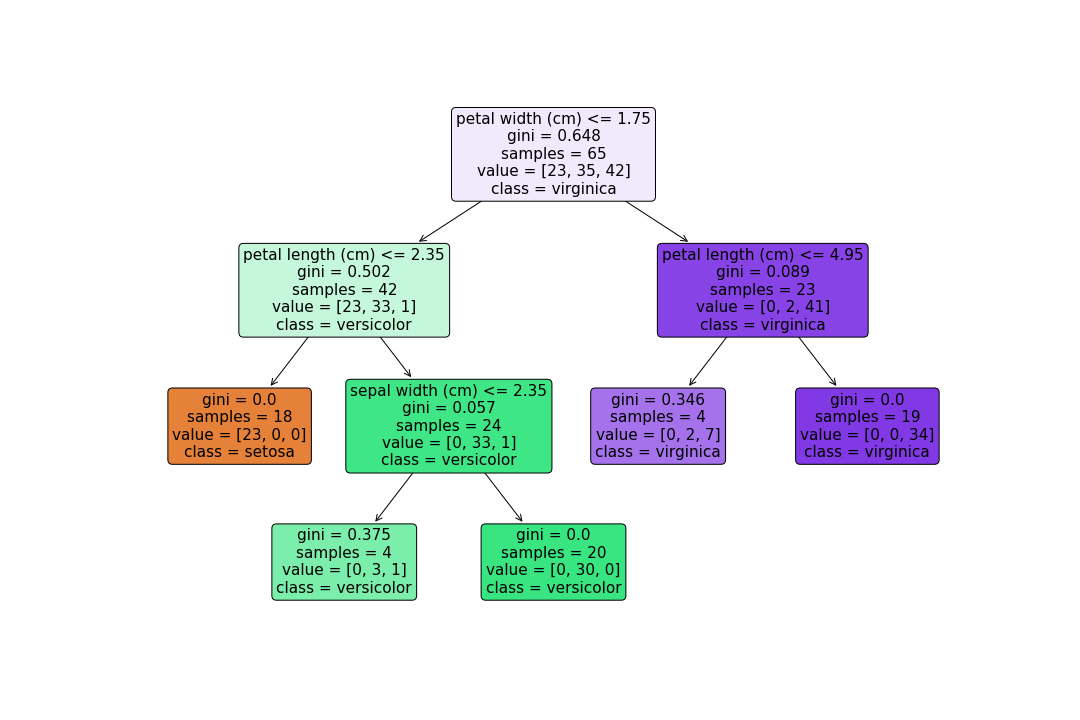 petal width (cm) <= 1.75
gini = 0.648
samples = 65
value = [23, 35, 42]
class = virginica
petal length (cm) <= 2.35
gini = 0.502
samples = 42
value = [23, 33, 1]
class = versicolor
petal length (cm) <= 4.95
gini = 0.089
samples = 23
value = [0, 2, 41]
class = virginica
gini = 0.0
samples = 18
value = [23, 0, 0]
class = setosa
sepal width (cm) <= 2.35
gini = 0.057
samples = 24
value = [0, 33, 1]
class = versicolor
gini = 0.346
samples = 4
value = [0, 2, 7]
class = virginica
gini = 0.0
samples = 19
value = [0, 0, 34]
class = virginica
gini = 0.375
samples = 4
value = [0, 3, 1]
class = versicolor
gini = 0.0
samples = 20
value = [0, 30, 0]
class = versicolor